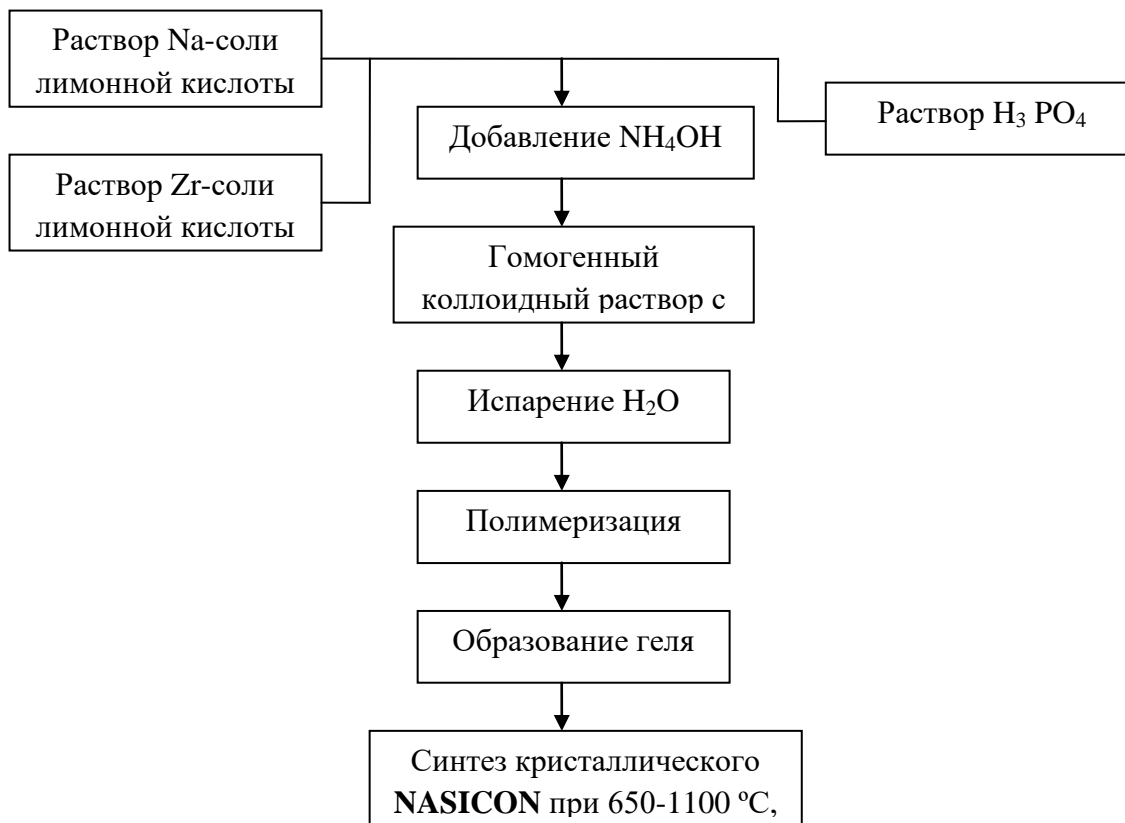 Раствор Na-соли
лимонной кислоты
Раствор Zr-соли
лимонной кислоты
Раствор H₃ PO₄
Добавление NH₄OH
Гомогенный
коллоидный раствор с
Испарение H₂O
Полимеризация
Образование геля
Синтез кристаллического
NASICON при 650-1100 ºС,